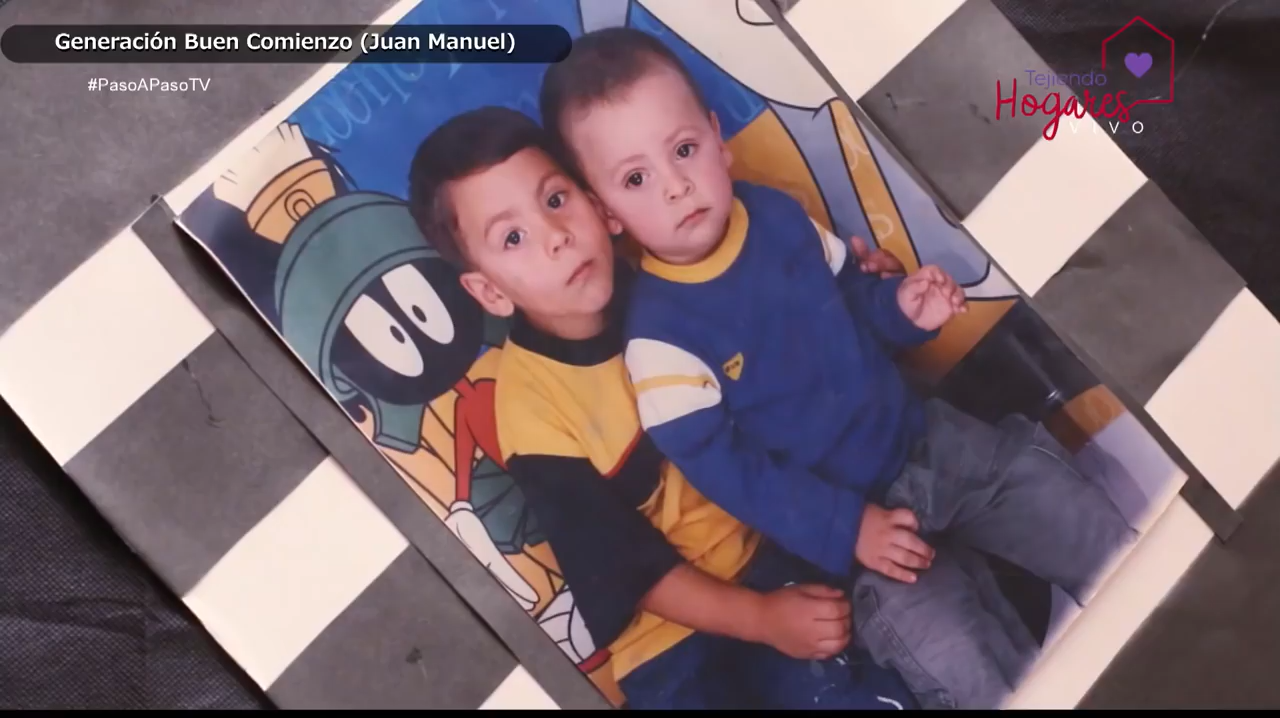 Generación Buen Comienzo (Juan Manuel)
#PasoAPasoTV
Tejiendo
Hogares
VIVO